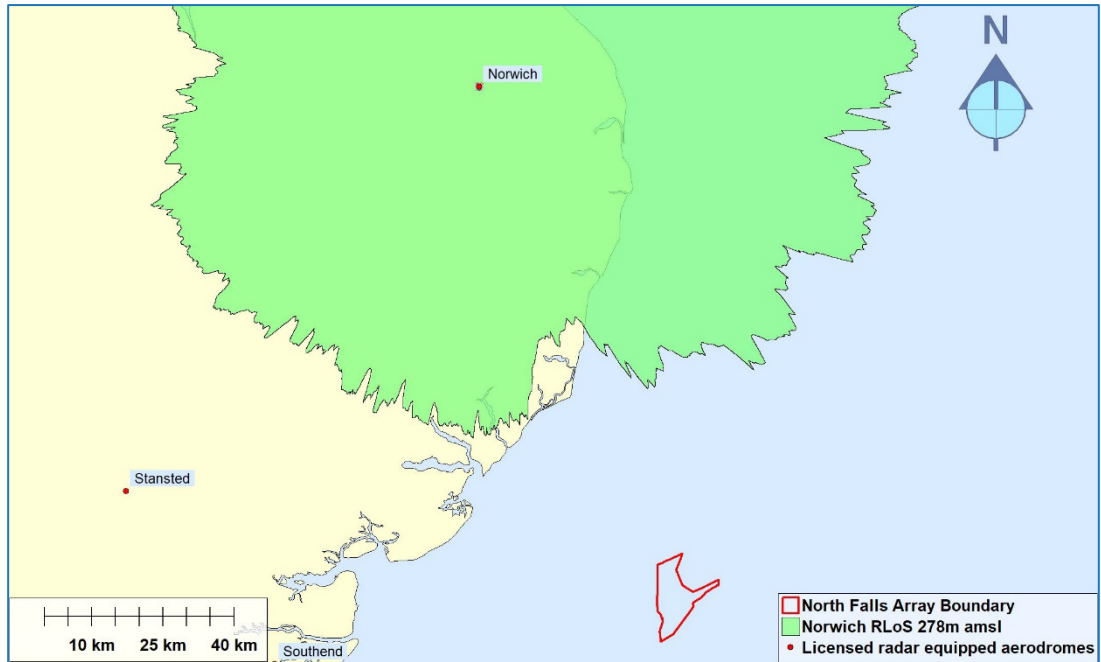 N
Norwich
Stansted
10 km 25 km 40 km
Southend
North Falls Array Boundary
Norwich RLoS 278m amsl
Licensed radar equipped aerodromes